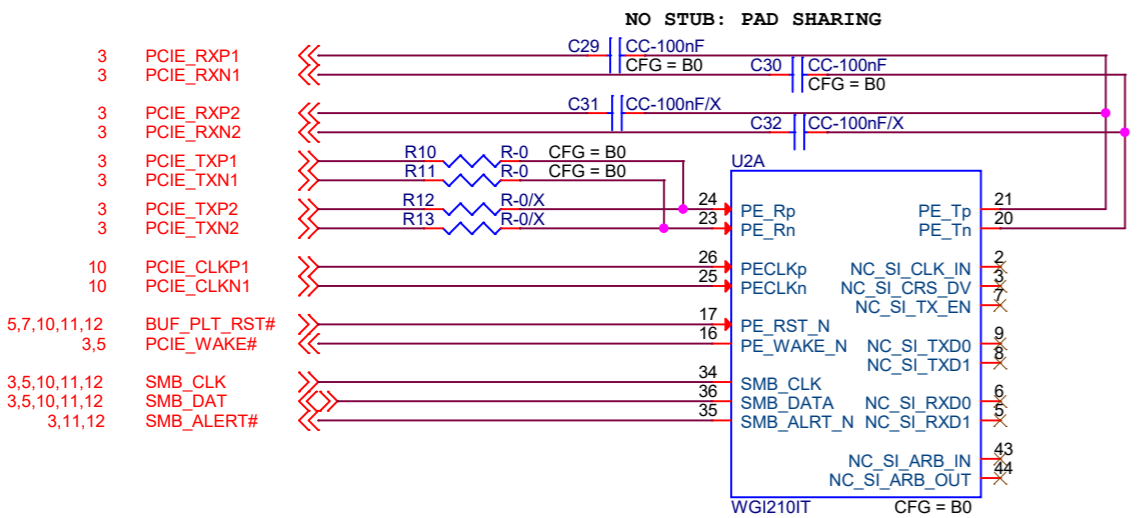 NO STUB: PAD SHARING
3 PCIE_RXP1 C29 CC-100nF
3 PCIE_RXN1 CFG = B0 C30 CC-100nF
CFG = B0
3 PCIE_RXP2 C31 CC-100nF/X
3 PCIE_RXN2 C32 CC-100nF/X
3 PCIE_TXP1 R10 R-0 CFG = B0
3 PCIE_TXN1 R11 R-0 CFG = B0
U2A
3 PCIE_TXP2 R12 R-0/X 24 PE_Rp PE_Tp 21
3 PCIE_TXN2 R13 R-0/X 23 PE_Rn PE_Tn 20
10 PCIE_CLKP1 26 PECLKp NC_SI_CLK_IN 2
10 PCIE_CLKN1 25 PECLKn NC_SI_CRS_DV 3
NC_SI_TX_EN 7
5,7,10,11,12 BUF_PLT_RST# 17 PE_RST_N
3,5 PCIE_WAKE# 16 PE_WAKE_N NC_SI_TXD0 9
NC_SI_TXD1 8
3,5,10,11,12 SMB_CLK 34 SMB_CLK
3,5,10,11,12 SMB_DAT 36 SMB_DATA NC_SI_RXD0 6
3,11,12 SMB_ALERT# 35 SMB_ALRT_N NC_SI_RXD1 5
NC_SI_ARB_IN 43
NC_SI_ARB_OUT 44
WGI210IT CFG = B0